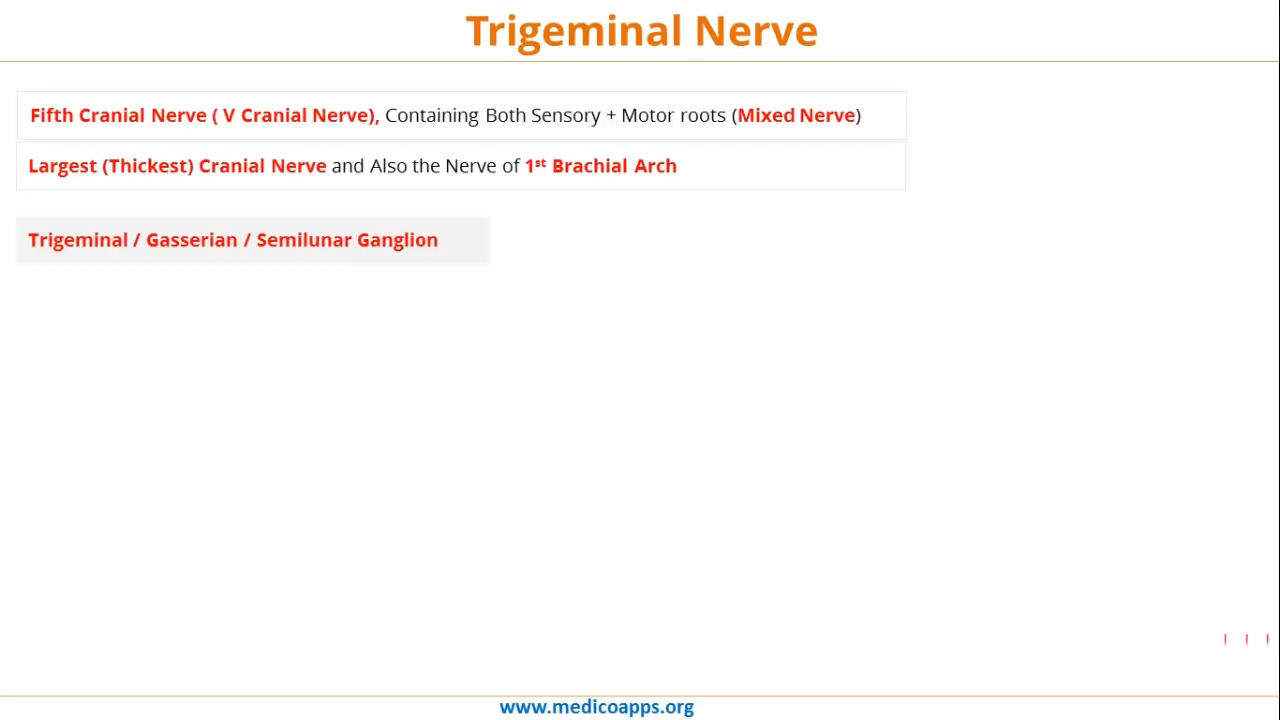 Trigeminal Nerve
Fifth Cranial Nerve ( V Cranial Nerve), Containing Both Sensory + Motor roots (Mixed Nerve)
Largest (Thickest) Cranial Nerve and Also the Nerve of 1st Brachial Arch
Trigeminal / Gasserian / Semilunar Ganglion
www.medicoapps.org